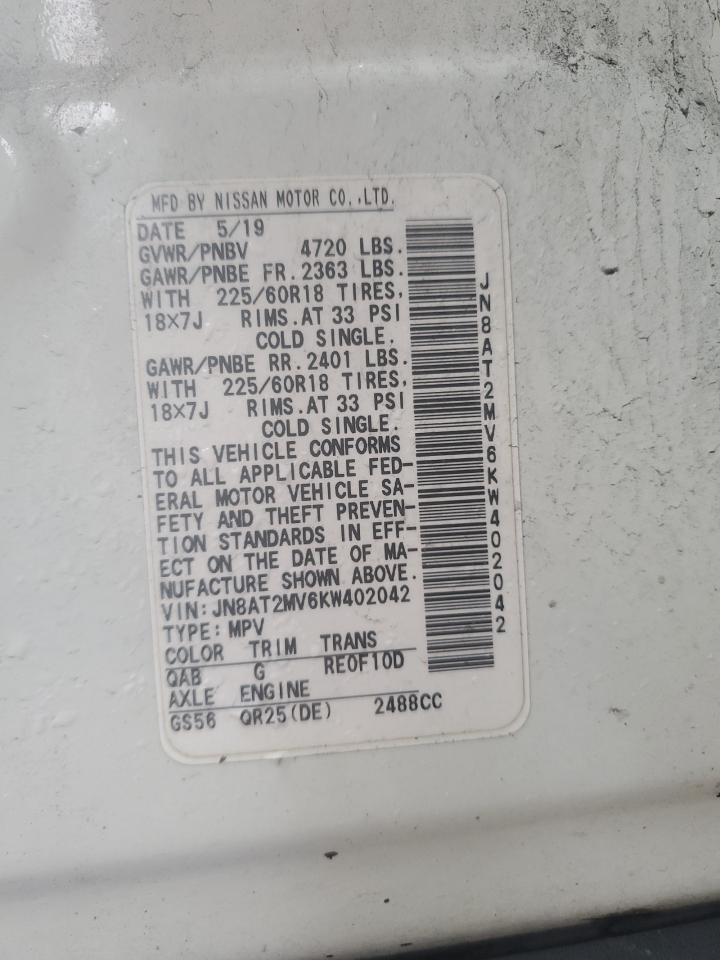 MFD BY NISSAN MOTOR CO.,LTD.
DATE 5/19
GVWR/PNBV 4720 LBS.
GAWR/PNBE FR.2363 LBS.
WITH 225/60R18 TIRES,
18X7J RIMS.AT 33 PSI
COLD SINGLE.
GAWR/PNBE RR.2401 LBS.
WITH 225/60R18 TIRES,
18X7J RIMS.AT 33 PSI
COLD SINGLE.
THIS VEHICLE CONFORMS
TO ALL APPLICABLE FED-
ERAL MOTOR VEHICLE SA-
FETY AND THEFT PREVEN-
TION STANDARDS IN EFF-
ECT ON THE DATE OF MA-
NUFACTURE SHOWN ABOVE.
VIN:JN8AT2MV6KW402042
TYPE:MPV
COLOR TRIM TRANS
QAB G RE0F10D
AXLE ENGINE
GS56 QR25(DE) 2488CC
JN8AT2MV6KW402042